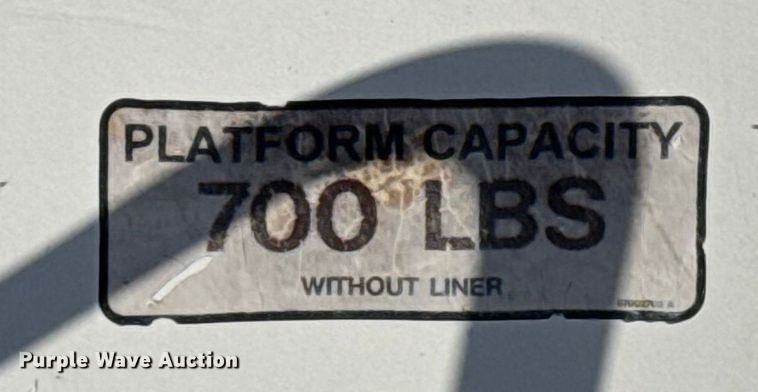 PLATFORM CAPACITY
700 LBS
WITHOUT LINER
Purple Wave Auction